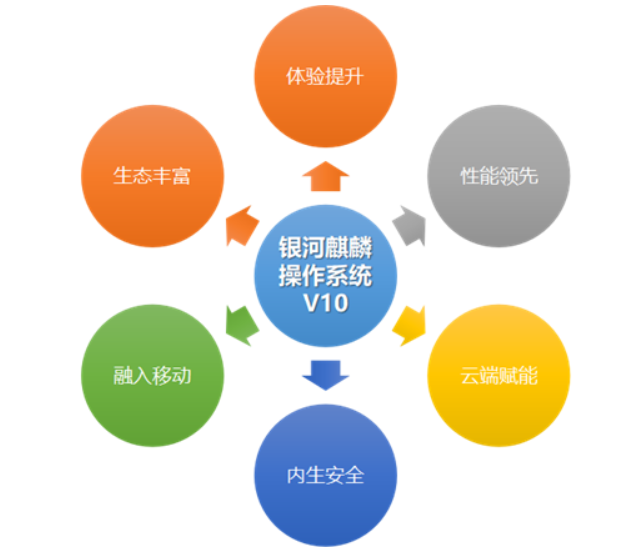 体验提升
生态丰富
性能领先
银河麒麟
操作系统
V10
融入移动
云端赋能
内生安全